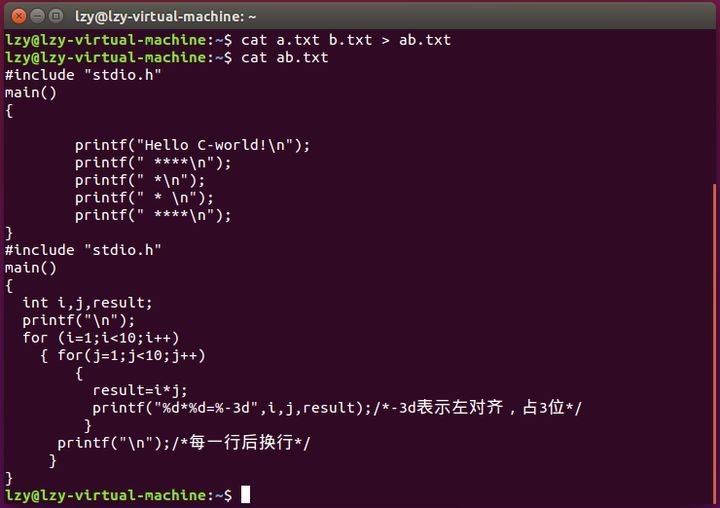 lzy@lzy-virtual-machine: ~
lzy@lzy-virtual-machine:~$ cat a.txt b.txt > ab.txt
lzy@lzy-virtual-machine:~$ cat ab.txt
#include "stdio.h"
main()
{
        printf("Hello C-world!\n");
        printf(" ****\n");
        printf(" *\n");
        printf(" * \n");
        printf(" ****\n");
}
#include "stdio.h"
main()
{
  int i,j,result;
  printf("\n");
  for (i=1;i<10;i++)
    { for(j=1;j<10;j++)
        {
          result=i*j;
          printf("%d*%d=%-3d",i,j,result);/*-3d表示左对齐，占3位*/
         }
      printf("\n");/*每一行后换行*/
     }
}
lzy@lzy-virtual-machine:~$